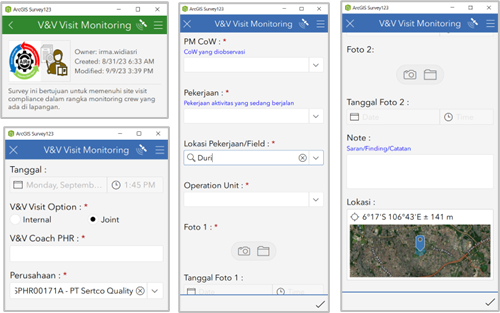 ArcGIS Survey123
V&V Visit Monitoring
Owner: irma.widiasri
Created: 8/31/23 6:33 AM
Modified: 9/9/23 3:39 PM
Survey ini bertujuan untuk memenuhi site visit
compliance dalam rangka monitoring crew yang
ada di lapangan.
ArcGIS Survey123
V&V Visit Monitoring
Tanggal :
Monday, Septemb...
1:45 PM
V&V Visit Option : *
Internal
Joint
V&V Coach PHR : *
Perusahaan : *
SPHR00171A - PT Sertco Quality
ArcGIS Survey123
V&V Visit Monitoring
PM CoW : *
CoW yang diobservasi
Pekerjaan : *
Pekerjaan aktivitas yang sedang berjalan
Lokasi Pekerjaan/Field : *
Duri
Operation Unit : *
Foto 1 : *
Tanggal Foto 1 :
Date
Time
ArcGIS Survey123
V&V Visit Monitoring
Foto 2:
Tanggal Foto 2 :
Date
Time
Note :
Saran/Finding/Catatan
Lokasi :
6°17'S 106°43'E ± 141 m